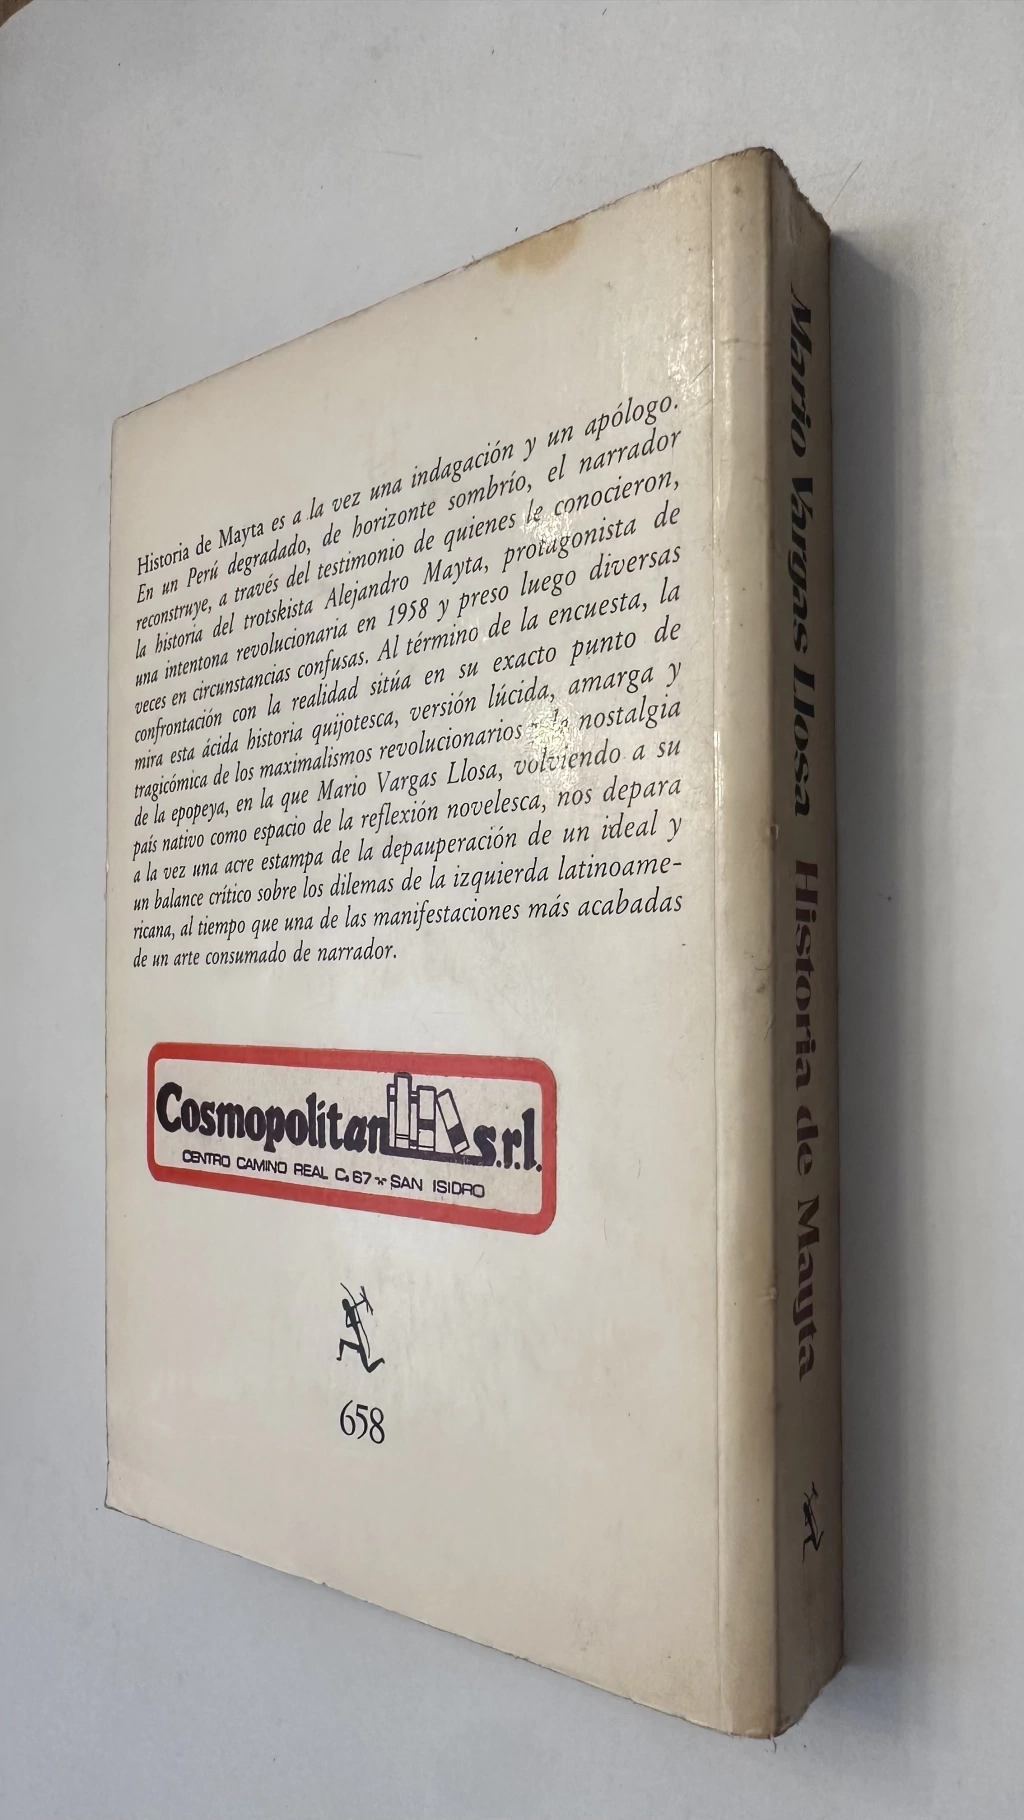 Historia de Mayta es a la vez una indagación y un apólogo.
En un Perú degradado, de horizonte sombrío, el narrador
reconstruye, a través del testimonio de quienes le conocieron,
la historia del trotskista Alejandro Mayta, protagonista de
una intentona revolucionaria en 1958 y preso luego diversas
veces en circunstancias confusas. Al término de la encuesta, la
confrontación con la realidad sitúa en su exacto punto de
mira esta ácida historia quijotesca, versión lúcida, amarga y
tragicómica de los maximalismos revolucionarios y la nostalgia
de la epopeya, en la que Mario Vargas Llosa, volviendo a su
país nativo como espacio de la reflexión novelesca, nos depara
a la vez una acre estampa de la depauperación de un ideal y
un balance crítico sobre los dilemas de la izquierda latinoame-
ricana, al tiempo que una de las manifestaciones más acabadas
de un arte consumado de narrador.
Cosmopolitan s.r.l.
CENTRO CAMINO REAL C. 67 * SAN ISIDRO
658
Mario Vargas Llosa Historia de Mayta